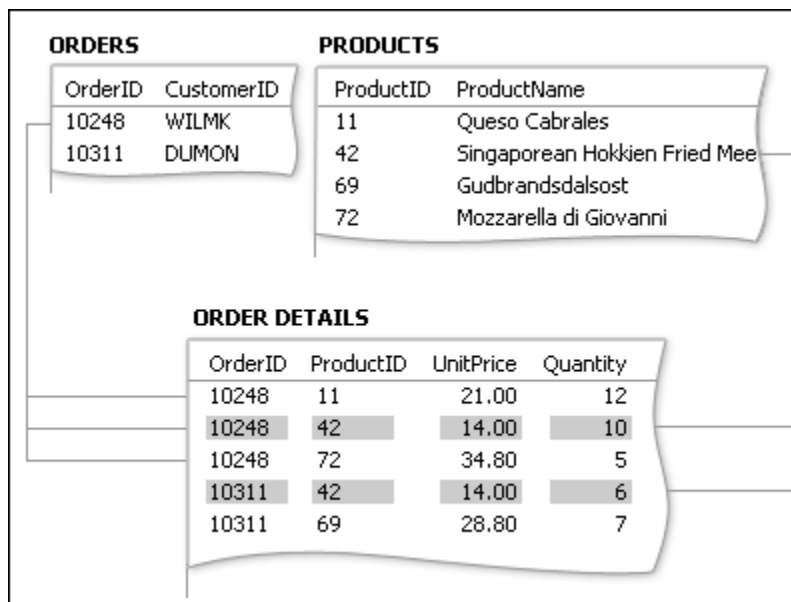 ORDERS
OrderID CustomerID
10248 WILMK
10311 DUMON
PRODUCTS
ProductID ProductName
11 Queso Cabrales
42 Singaporean Hokkien Fried Mee
69 Gudbrandsdalsost
72 Mozzarella di Giovanni
ORDER DETAILS
OrderID ProductID UnitPrice Quantity
10248 11 21.00 12
10248 42 14.00 10
10248 72 34.80 5
10311 42 14.00 6
10311 69 28.80 7